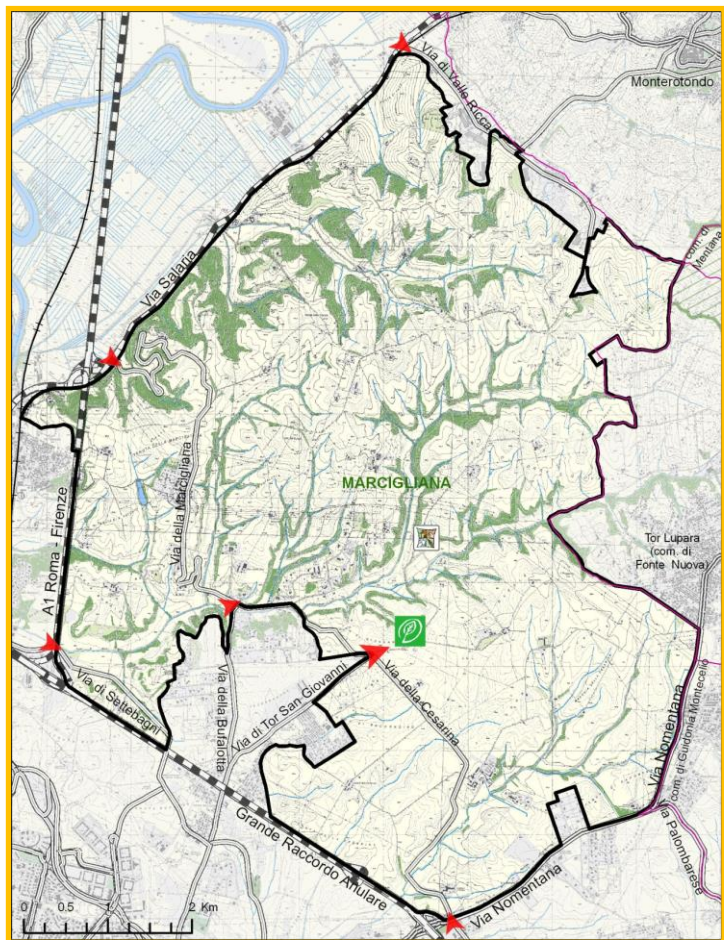 Via di Valle Ricca
Monterotondo
com. di
Mentana
Via Salaria
Via della Marcigliana
MARCIGLIANA
A1 Roma - Firenze
Tor Lupara
(com. di
Fonte Nuova)
Via di Settebagni
Via della Bufalotta
Via di Tor San Giovanni
Via della Cesarina
Via Nomentana
com. di Guidonia Montecelio
Via Palombarese
Grande Raccordo Anulare
Via Nomentana
0 0.5 1 2 Km